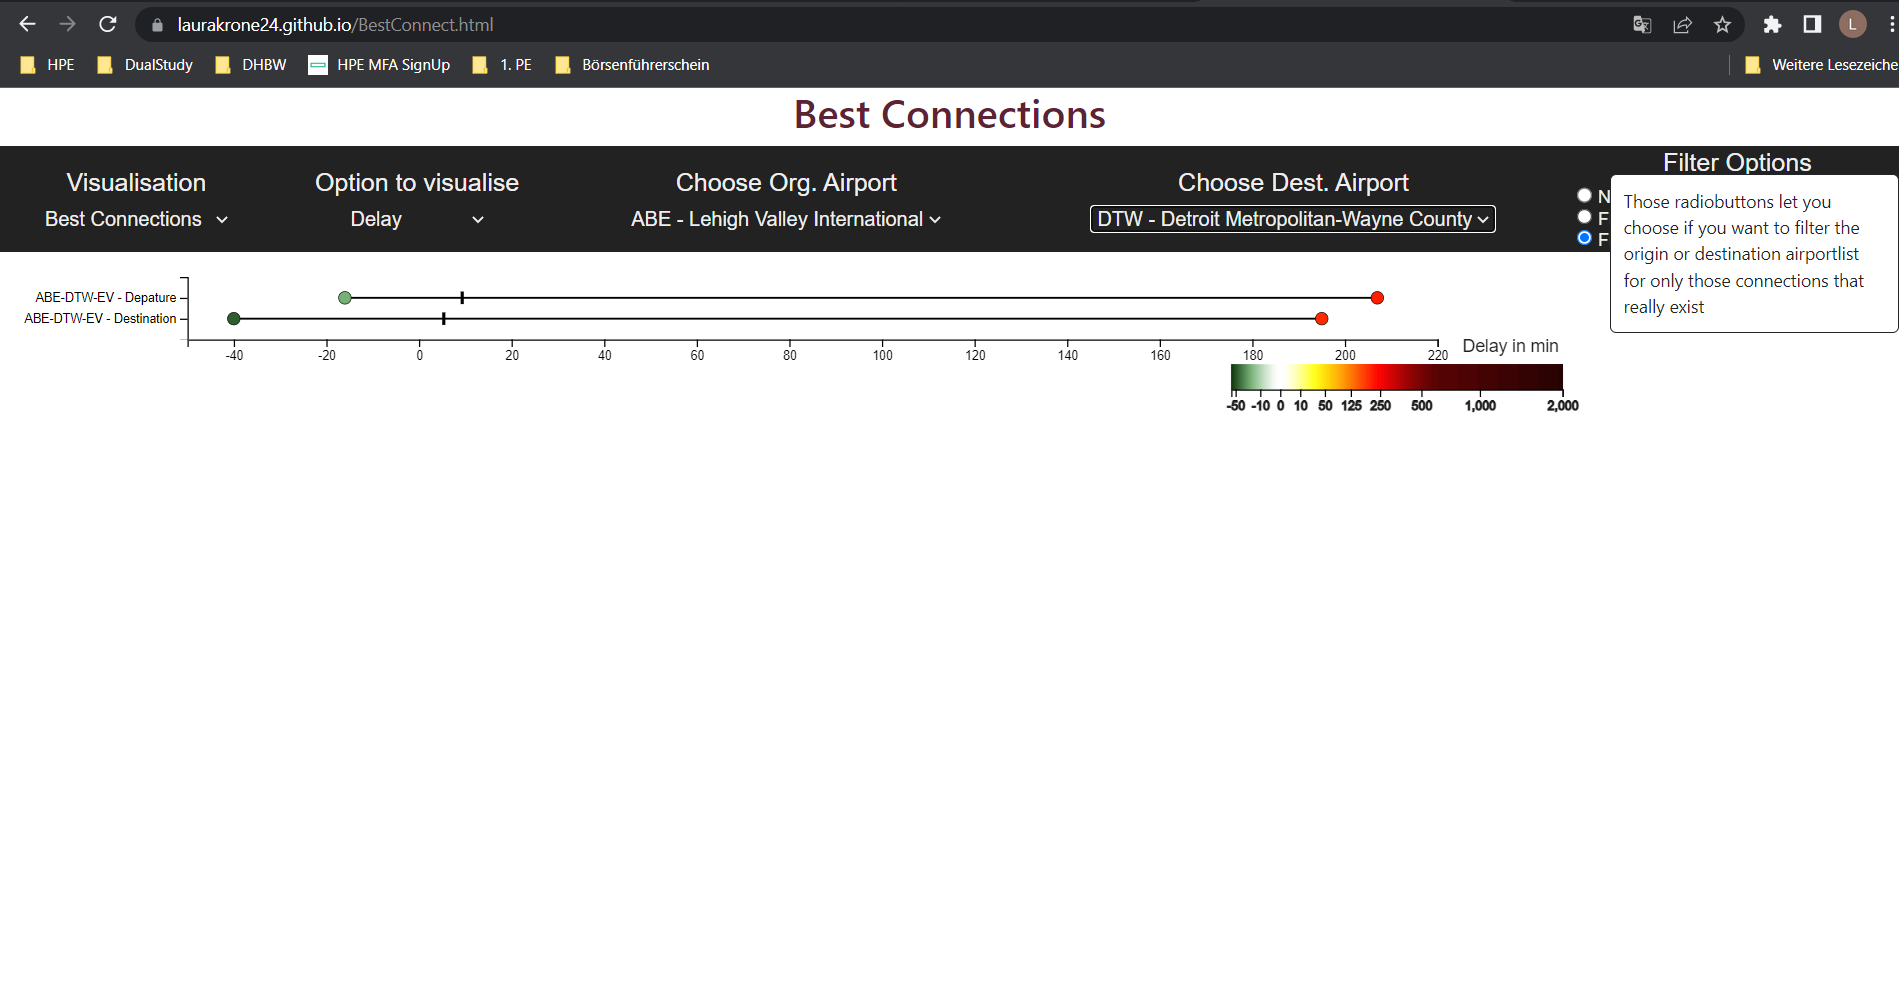 laurakrone24.github.io/BestConnect.html
L
HPE
DualStudy
DHBW
HPE MFA SignUp
1. PE
Börsenführerschein
Weitere Lesezeiche
Best Connections
Visualisation
Option to visualise
Choose Org. Airport
Choose Dest. Airport
Filter Options
Best Connections
Delay
ABE - Lehigh Valley International
DTW - Detroit Metropolitan-Wayne County
N
F
F
Those radiobuttons let you
choose if you want to filter the
origin or destination airportlist
for only those connections that
really exist
ABE-DTW-EV - Depature
ABE-DTW-EV - Destination
-40 -20 0 20 40 60 80 100 120 140 160 180 200 220
Delay in min
-50 -10 0 10 50 125 250 500 1,000 2,000